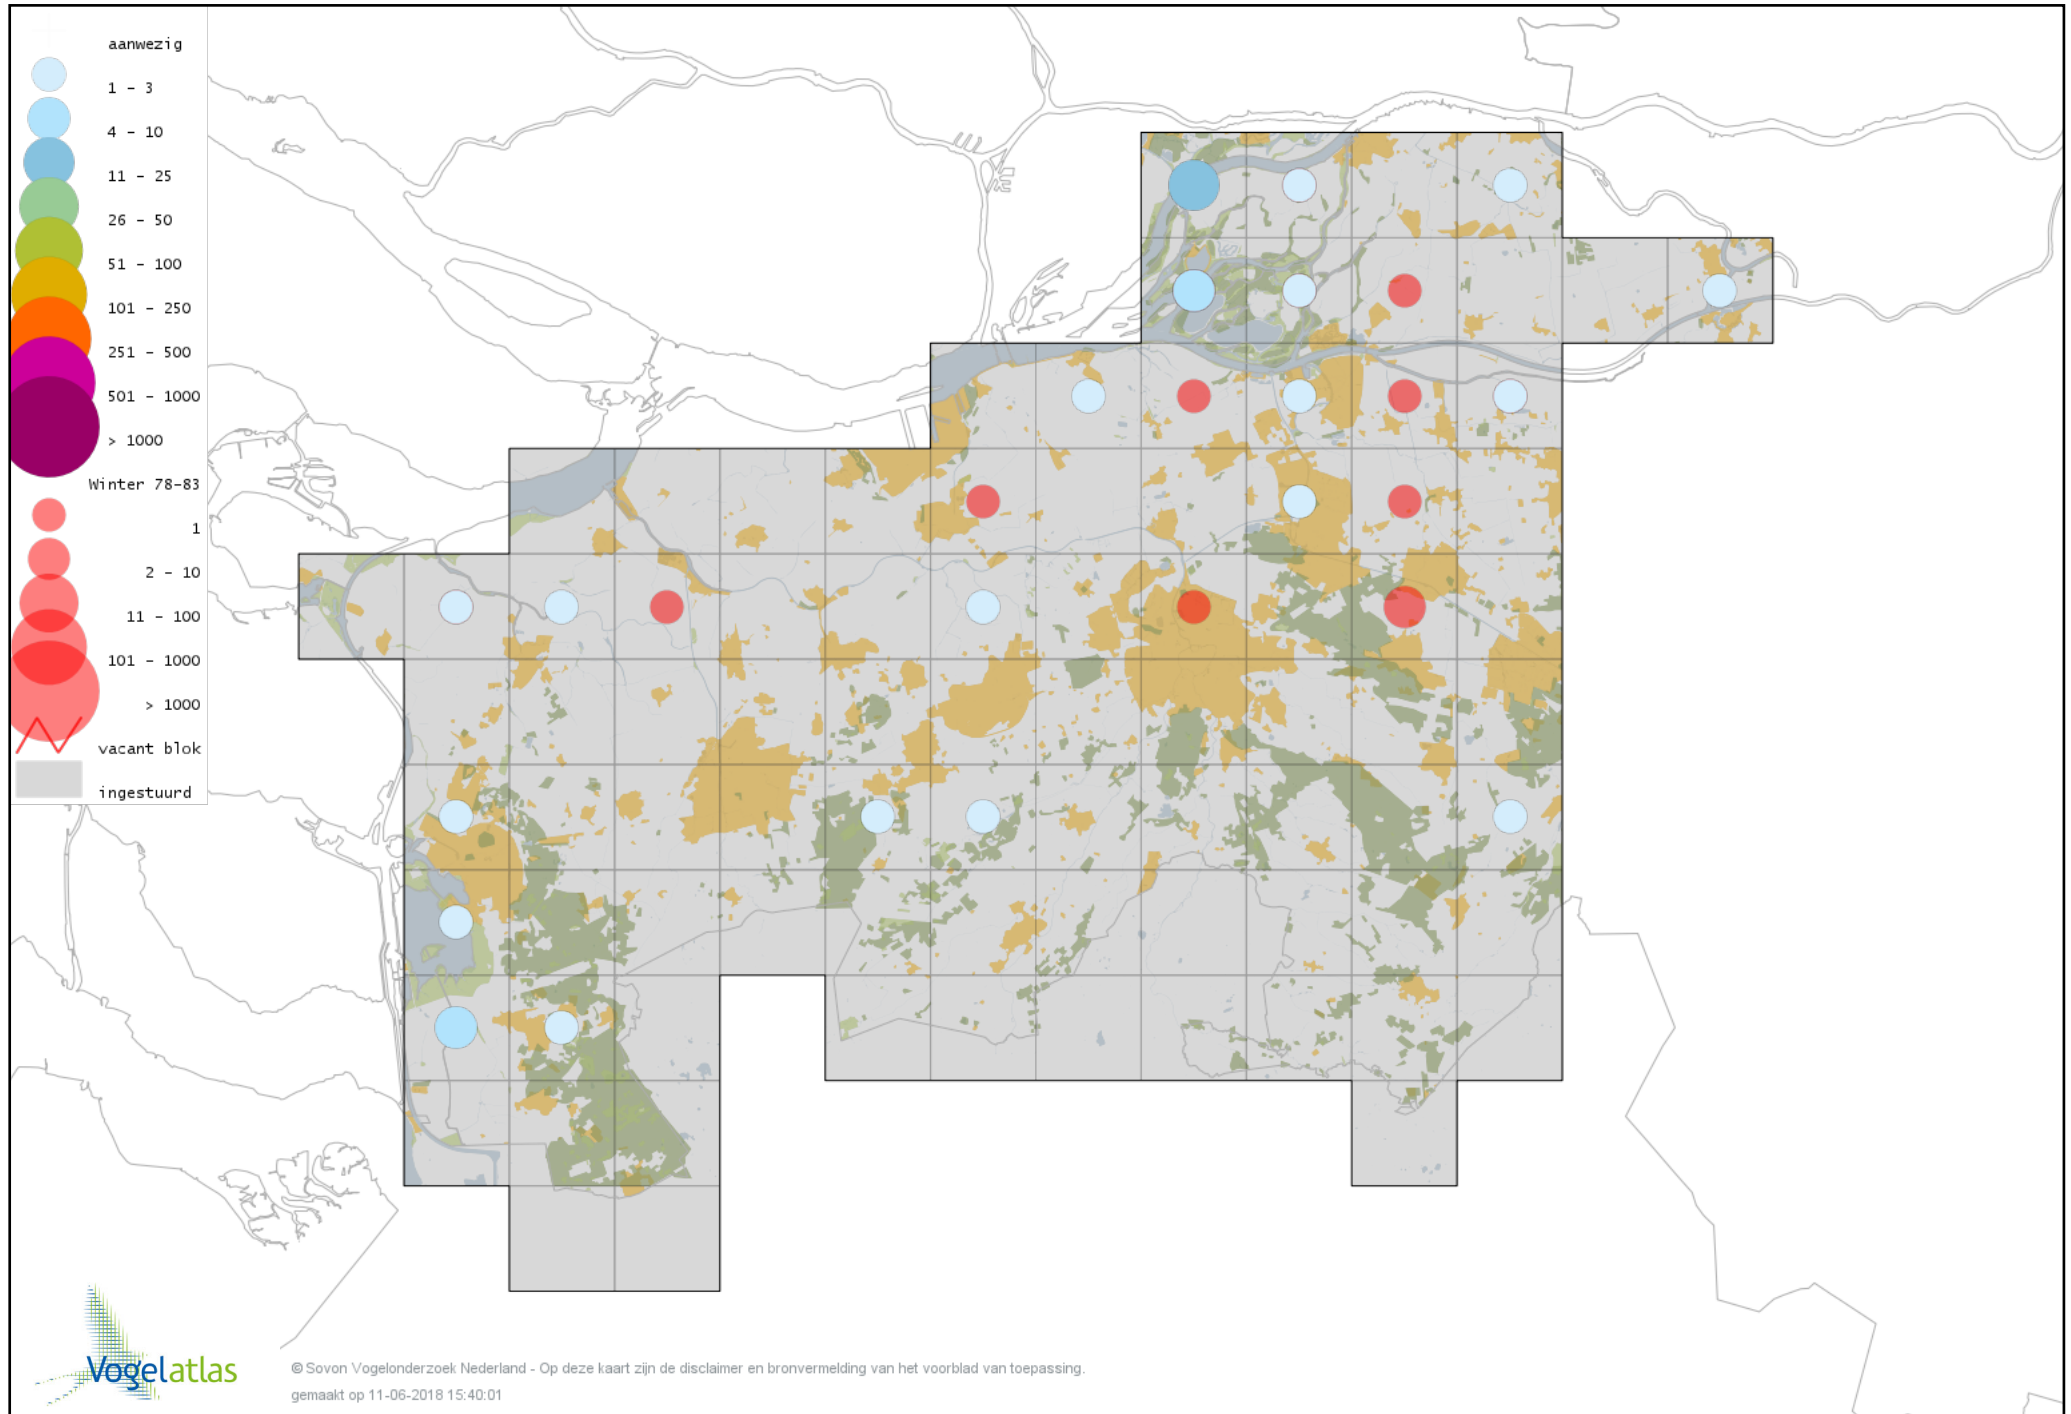 aanwezig
1 - 3
4 - 10
11 - 25
26 - 50
51 - 100
101 - 250
251 - 500
501 - 1000
> 1000
Winter 78-83
1
2 - 10
11 - 100
101 - 1000
> 1000
vacant blok
ingestuurd
Vogelatlas
© Sovon Vogelonderzoek Nederland - Op deze kaart zijn de disclaimer en bronvermelding van het voorblad van toepassing.
gemaakt op 11-06-2018 15:40:01